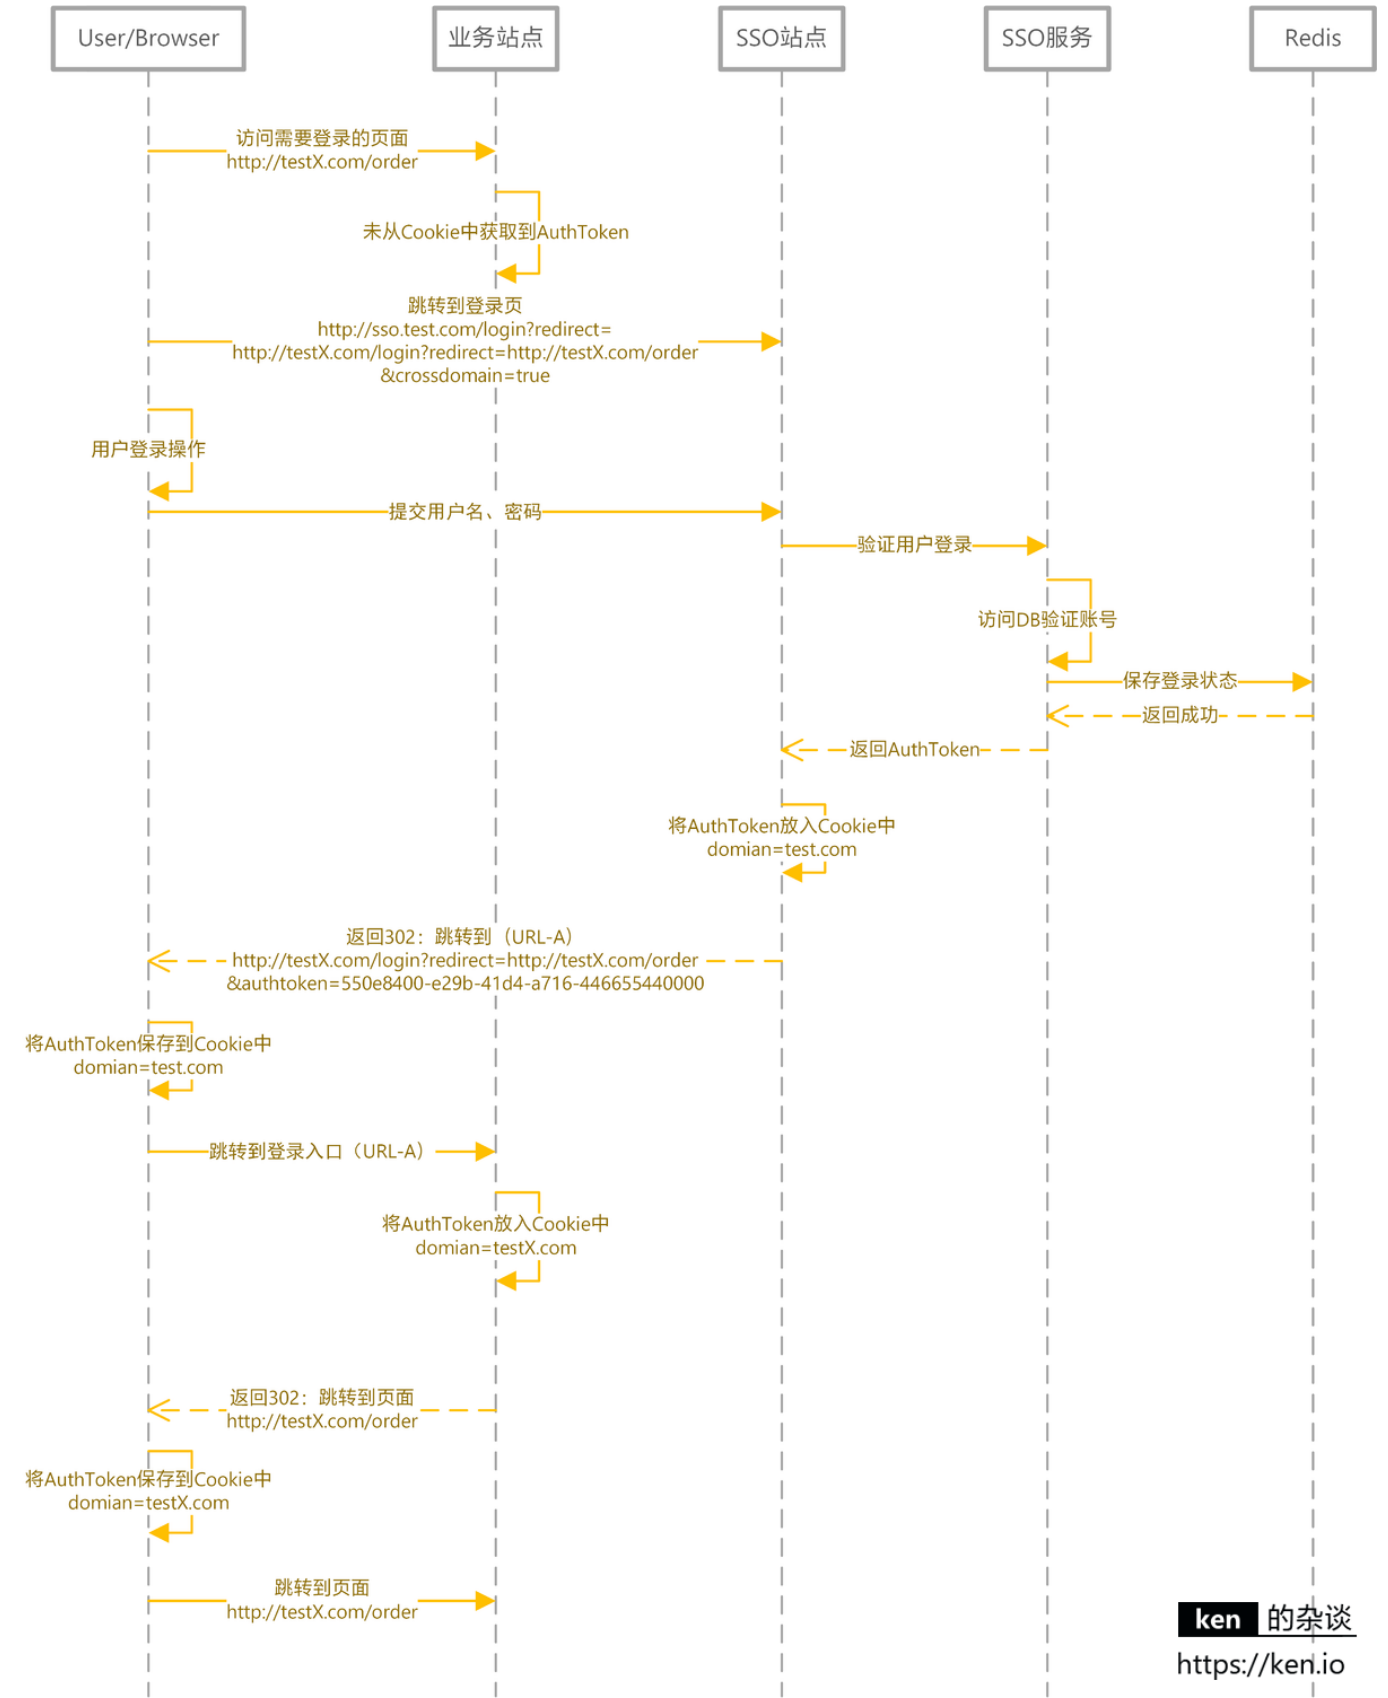 User/Browser
业务站点
SSO站点
SSO服务
Redis
访问需要登录的页面
http://testX.com/order
未从Cookie中获取到AuthToken
跳转到登录页
http://sso.test.com/login?redirect=
http://testX.com/login?redirect=http://testX.com/order
&crossdomain=true
用户登录操作
提交用户名、密码
验证用户登录
访问DB验证账号
保存登录状态
返回成功
返回AuthToken
将AuthToken放入Cookie中
domian=test.com
返回302：跳转到（URL-A）
http://testX.com/login?redirect=http://testX.com/order
&authtoken=550e8400-e29b-41d4-a716-446655440000
将AuthToken保存到Cookie中
domian=test.com
跳转到登录入口（URL-A）
将AuthToken放入Cookie中
domian=testX.com
返回302：跳转到页面
http://testX.com/order
将AuthToken保存到Cookie中
domian=testX.com
跳转到页面
http://testX.com/order
ken 的杂谈
https://ken.io